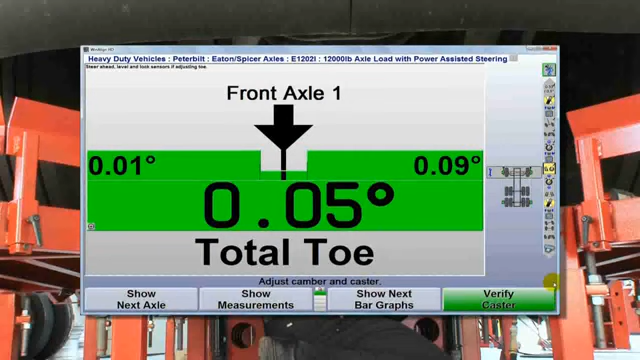 WinAlign HD
Heavy Duty Vehicles : Peterbilt : Eaton/Spicer Axles : E1202I : 12000lb Axle Load with Power Assisted Steering
Steer ahead, level and lock sensors if adjusting toe.
Front Axle 1
0.01° 0.09°
0.05°
Total Toe
Adjust camber and caster.
Show Next Axle
Show Measurements
Show Next Bar Graphs
Verify Caster